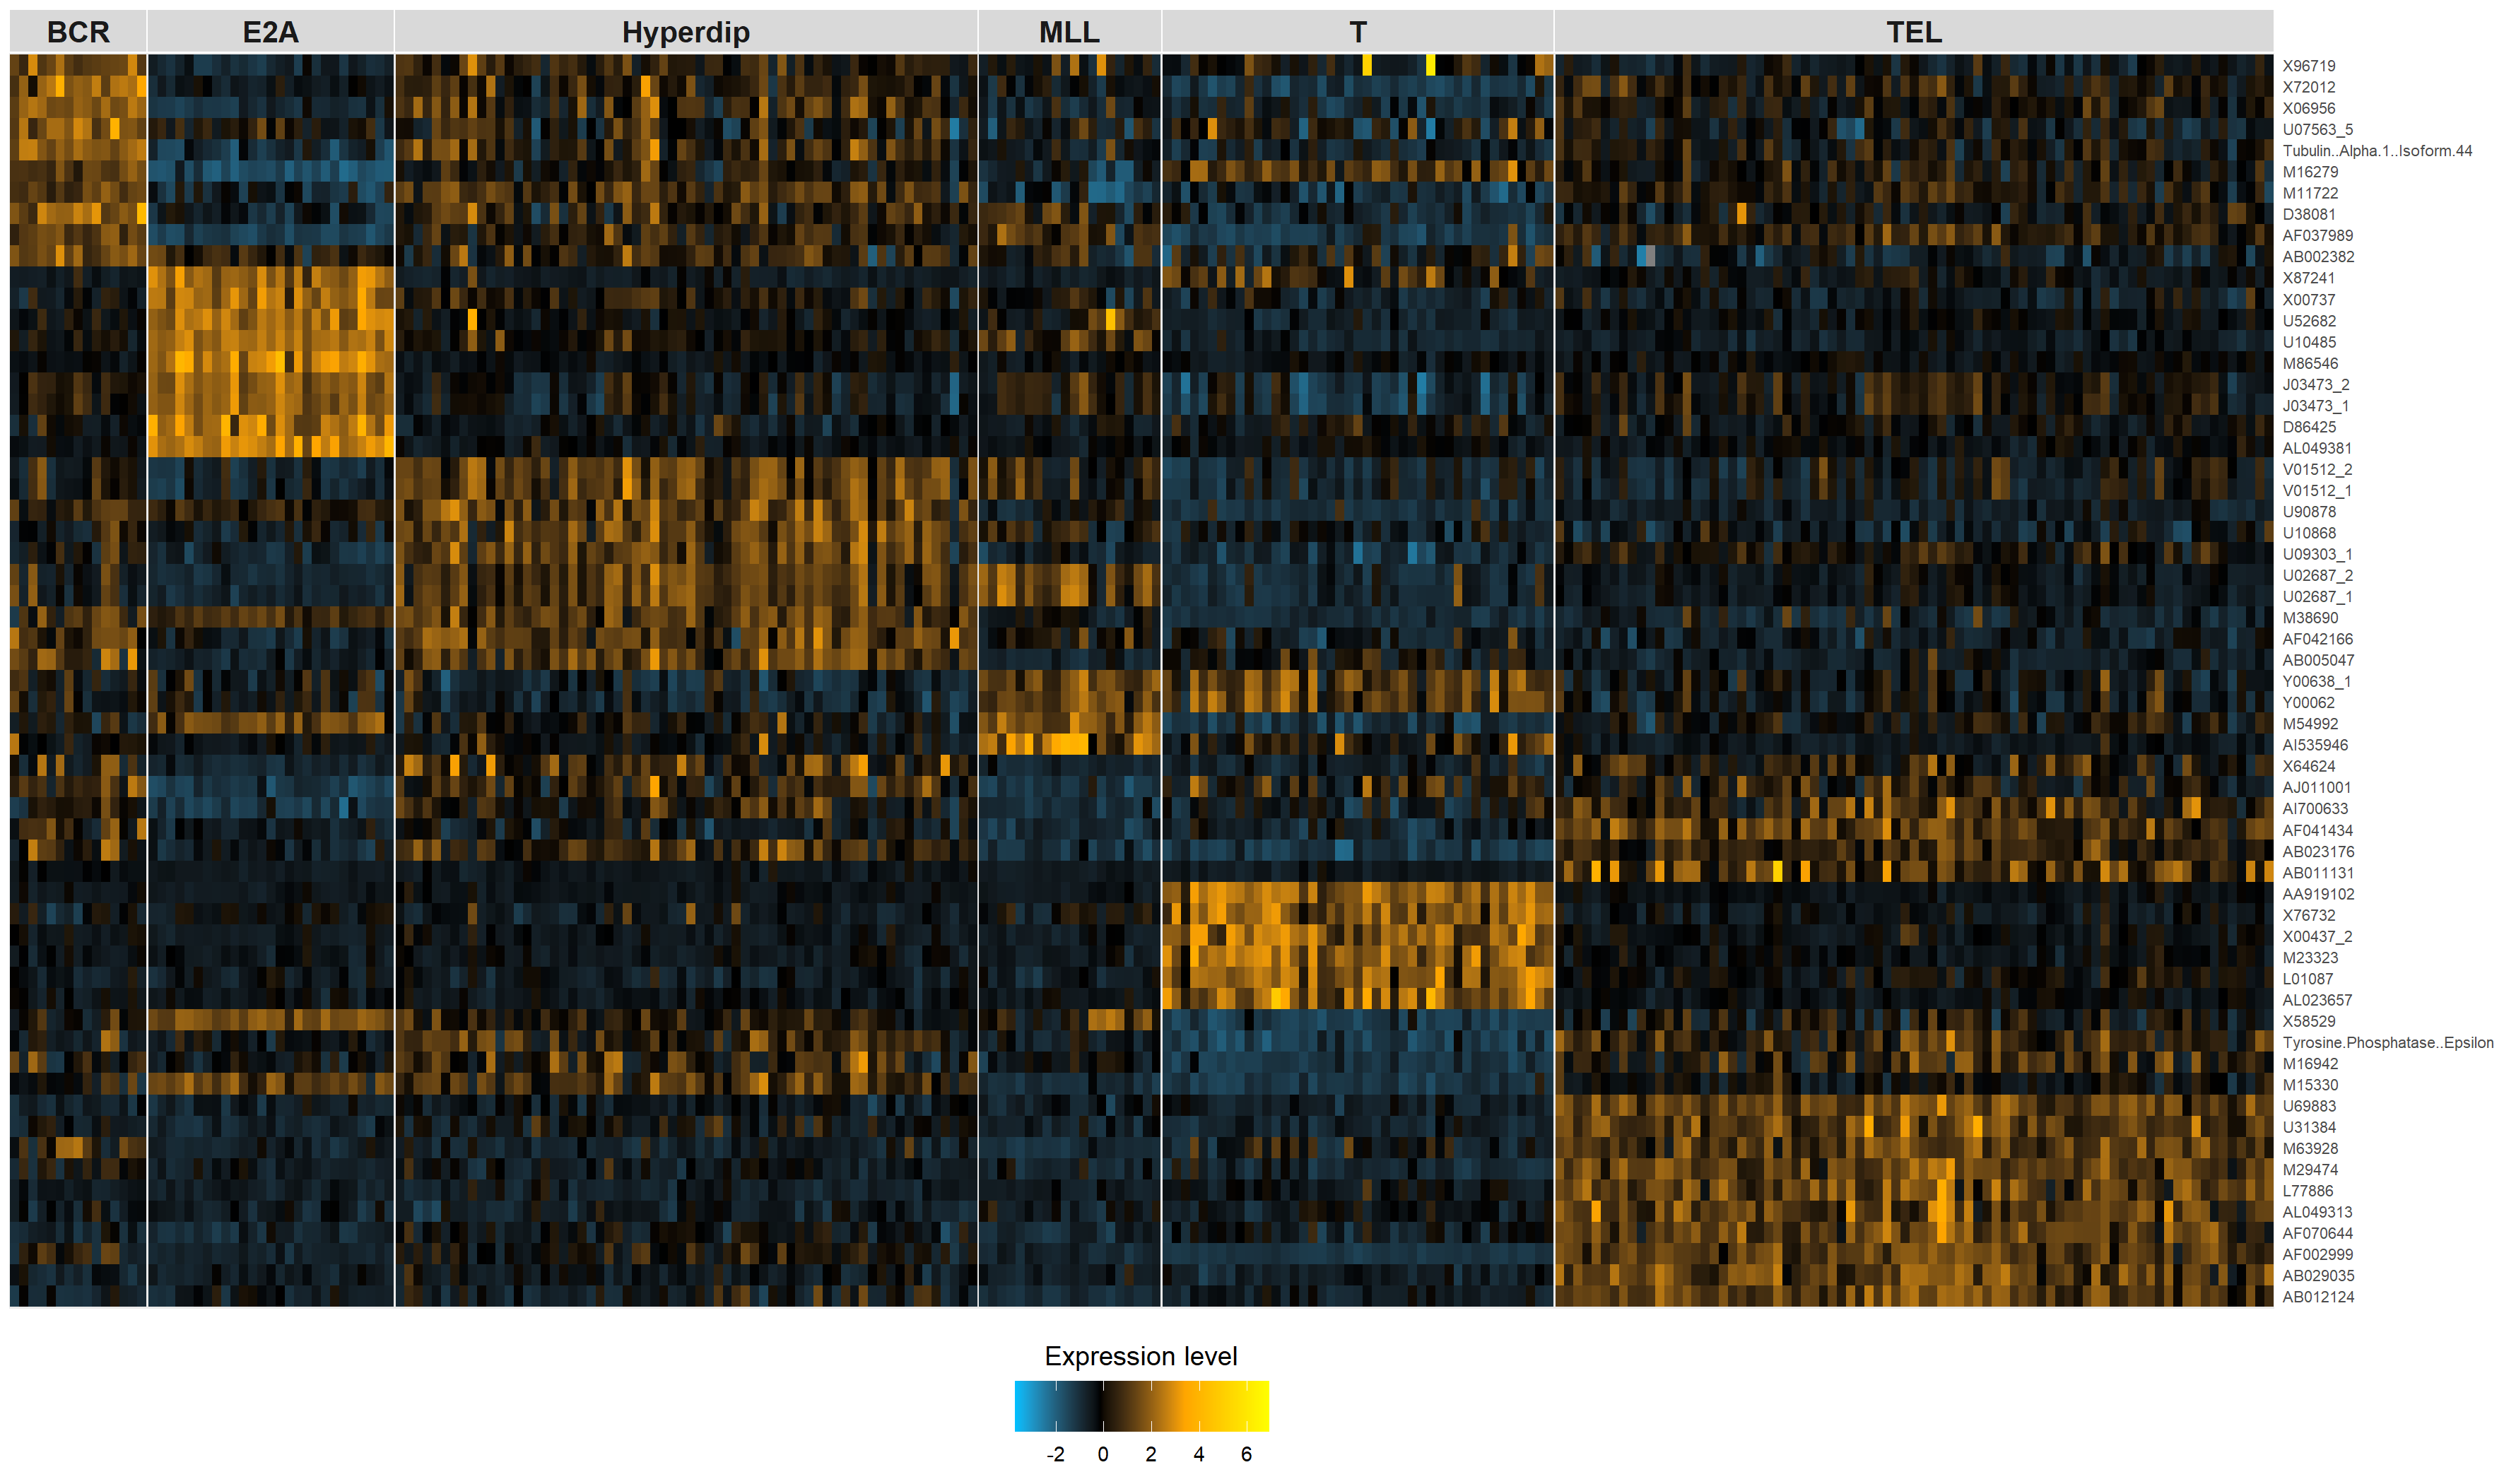 BCR E2A Hyperdip MLL T TEL
X96719
X72012
X06956
U07563_5
Tubulin..Alpha.1..Isoform.44
M16279
M11722
D38081
AF037989
AB002382
X87241
X00737
U52682
U10485
M86546
J03473_2
J03473_1
D86425
AL049381
V01512_2
V01512_1
U90878
U10868
U09303_1
U02687_2
U02687_1
M38690
AF042166
AB005047
Y00638_1
Y00062
M54992
AI535946
X64624
AJ011001
AI700633
AF041434
AB023176
AB011131
AA919102
X76732
X00437_2
M23323
L01087
AL023657
X58529
Tyrosine.Phosphatase..Epsilon
M16942
M15330
U69883
U31384
M63928
M29474
L77886
AL049313
AF070644
AF002999
AB029035
AB012124
Expression level
-2 0 2 4 6